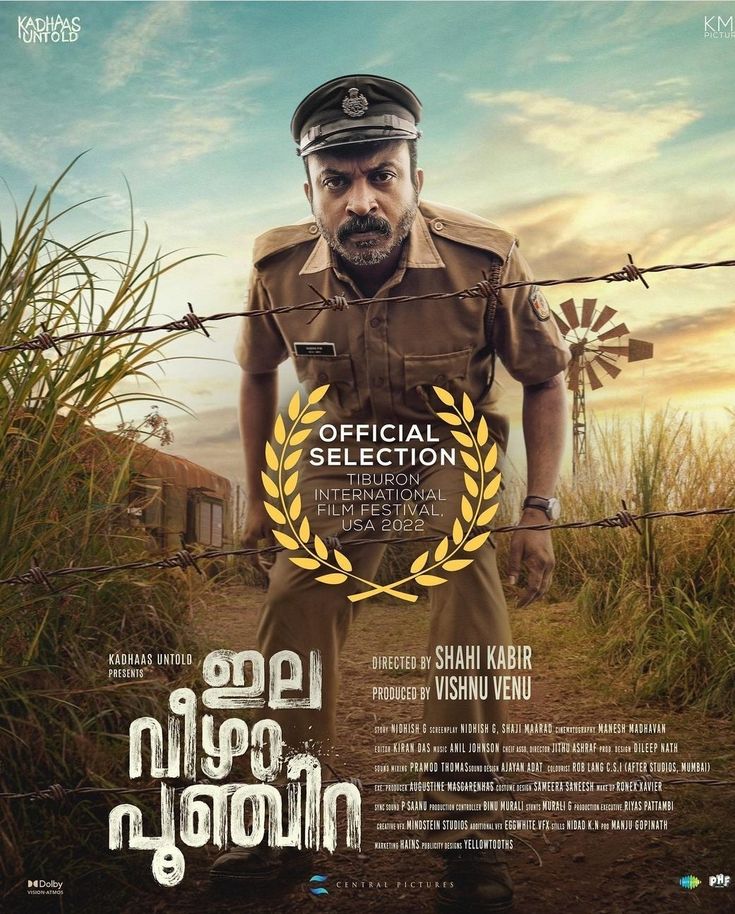 KADHAAS
UNTOLD
KM
PICTUR
OFFICIAL
SELECTION
TIBURON
INTERNATIONAL
FILM FESTIVAL,
USA 2022
KADHAAS UNTOLD
PRESENTS
ഇല
വീഴാ
പൂഞ്ചിറ
DIRECTED BY SHAHI KABIR
PRODUCED BY VISHNU VENU
STORY NIDHISH G SCREENPLAY NIDHISH G, SHAJI MAARAD CINEMATOGRAPHY MANESH MADHAVAN
EDITOR KIRAN DAS MUSIC ANIL JOHNSON CHEIF ASSO. DIRECTOR JITHU ASHRAF PROD. DESIGN DILEEP NATH
SOUND MIXING PRAMOD THOMAS SOUND DESIGN AJAYAN ADAT COLOURIST ROB LANG C.S.I (AFTER STUDIOS, MUMBAI)
EXE. PRODUCER AUGUSTINE MASCARENHAS COSTUME DESIGN SAMEERA SANEESH MAKE UP RONEX XAVIER
SYNC SOUND P SAANU PRODUCTION CONTROLLER BINU MURALI STUNTS MURALI G PRODUCTION EXECUTIVE RIYAS PATTAMBI
CREATIVE VFX MINDSTEIN STUDIOS ADDITIONAL VFX EGGWHITE VFX STILLS NIDAD K.N PRO MANJU GOPINATH
MARKETING HAINS PUBLICITY DESIGNS YELLOWTOOTHS
Dolby
VISION·ATMOS
CENTRAL PICTURES
PHF